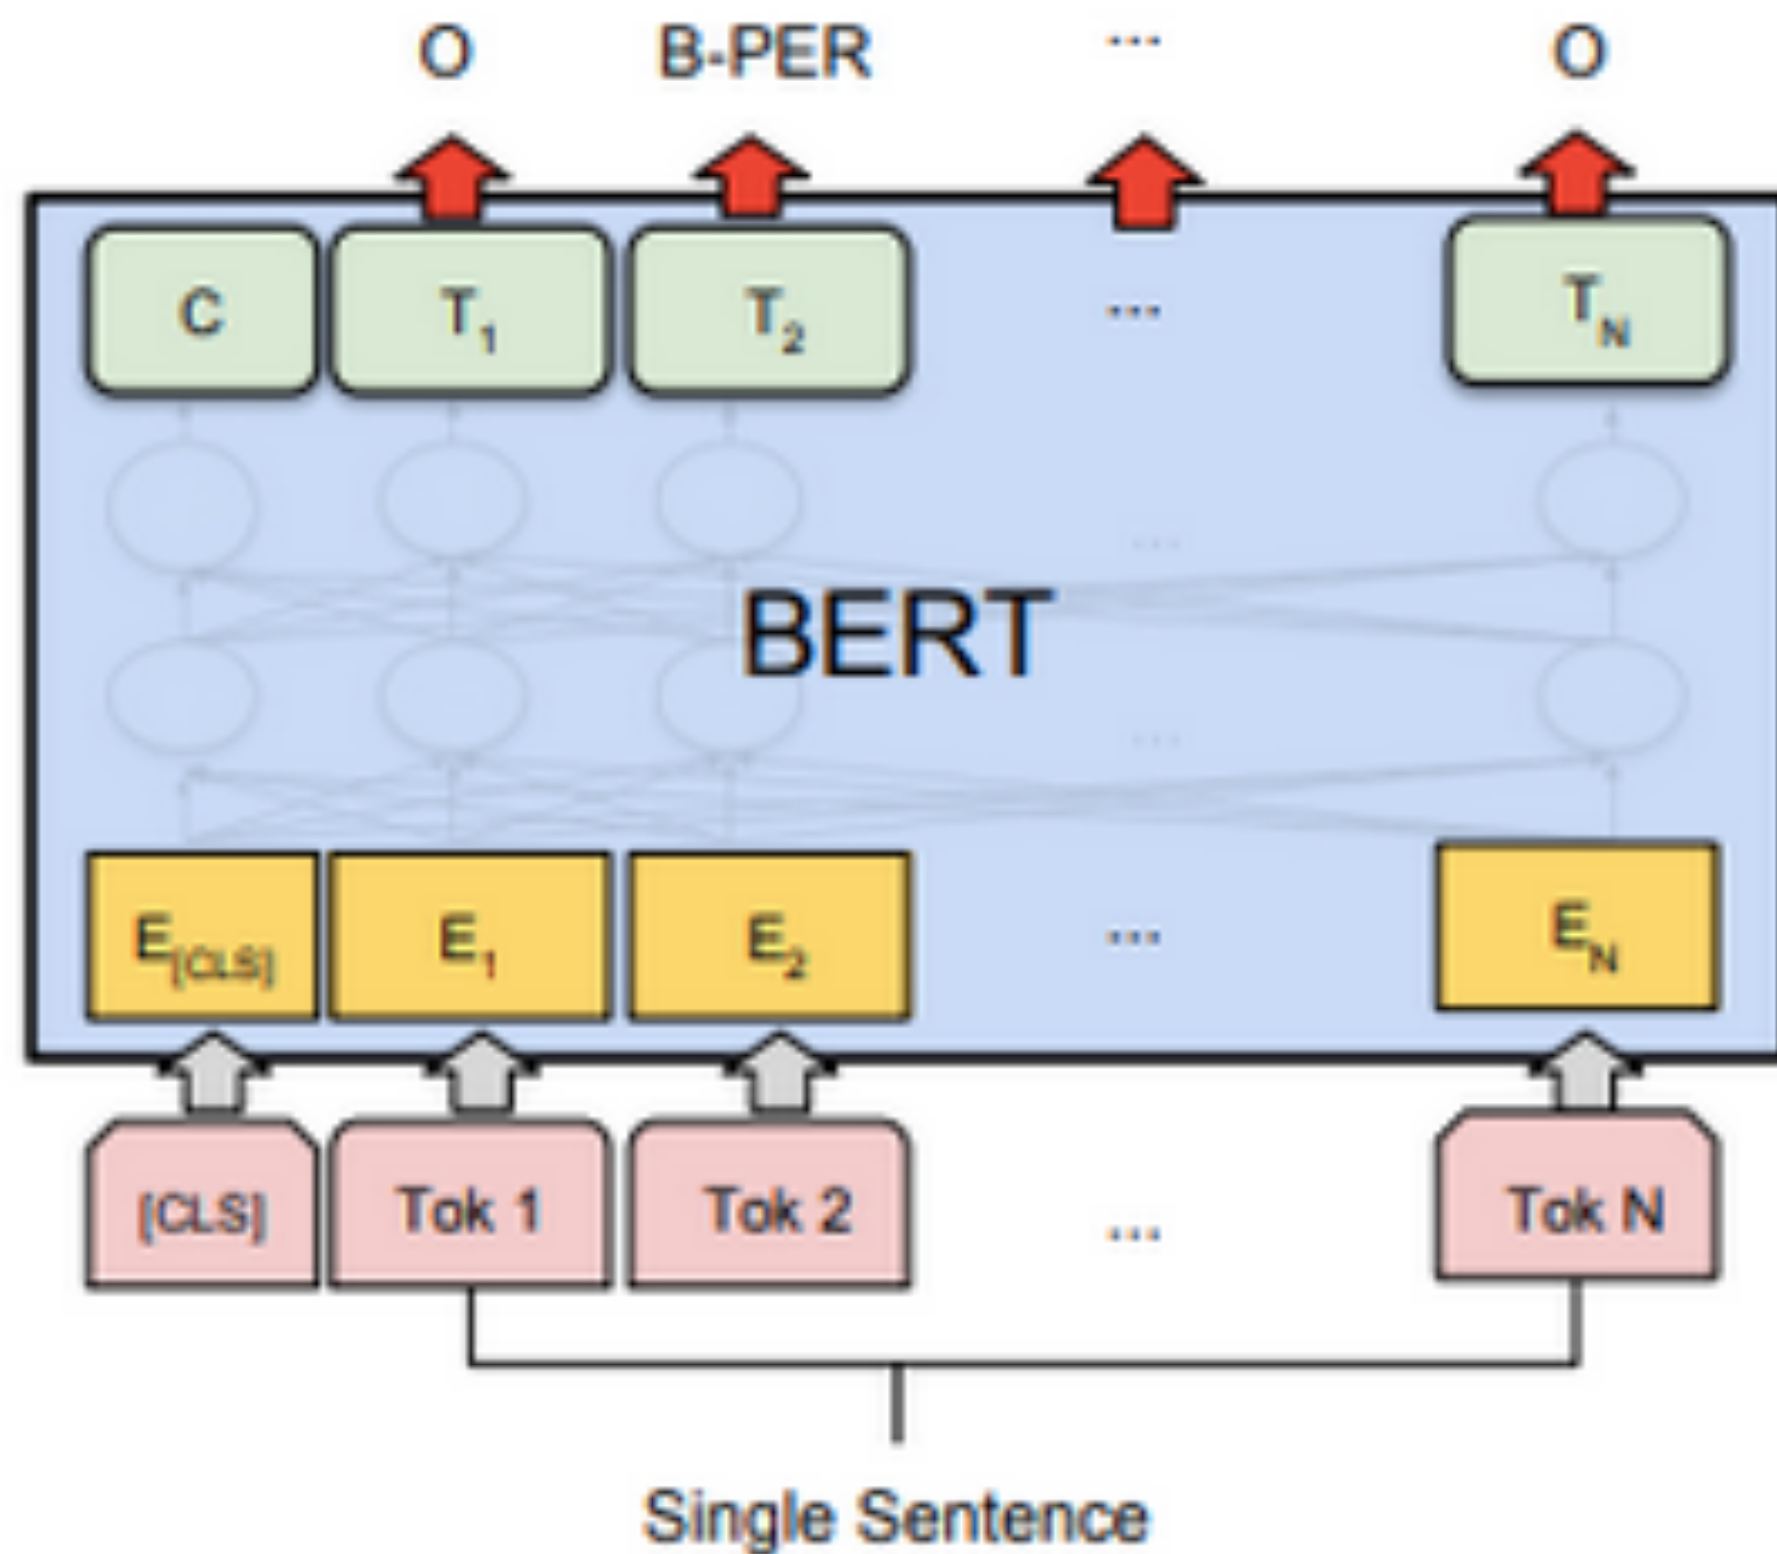 O B-PER ... O
C T1 T2 ... TN
...
BERT
...
E[CLS] E1 E2 ... EN
[CLS] Tok 1 Tok 2 ... Tok N
Single Sentence